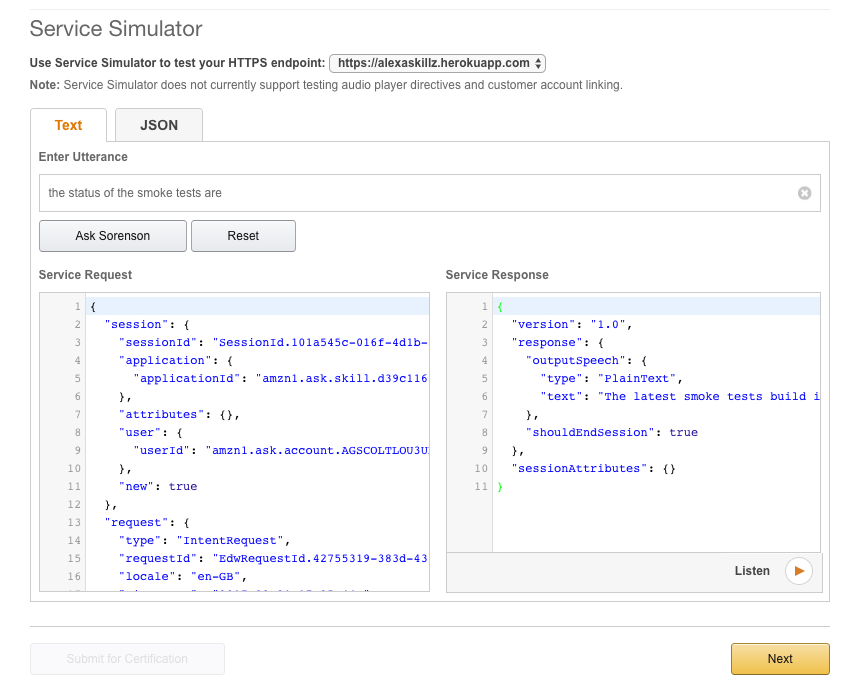 Service Simulator
Use Service Simulator to test your HTTPS endpoint: https://alexaskillz.herokuapp.com
Note: Service Simulator does not currently support testing audio player directives and customer account linking.
Text JSON
Enter Utterance
the status of the smoke tests are
Ask Sorenson Reset
Service Request
1 {
2 "session": {
3 "sessionId": "SessionId.101a545c-016f-4d1b-
4 "application": {
5 "applicationId": "amzn1.ask.skill.d39c116
6 },
7 "attributes": {},
8 "user": {
9 "userId": "amzn1.ask.account.AGSCOLTLOU3U
10 },
11 "new": true
12 },
13 "request": {
14 "type": "IntentRequest",
15 "requestId": "EdwRequestId.42755319-383d-43
16 "locale": "en-GB",
Service Response
1 {
2 "version": "1.0",
3 "response": {
4 "outputSpeech": {
5 "type": "PlainText",
6 "text": "The latest smoke tests build i
7 },
8 "shouldEndSession": true
9 },
10 "sessionAttributes": {}
11 }
Listen
Submit for Certification
Next